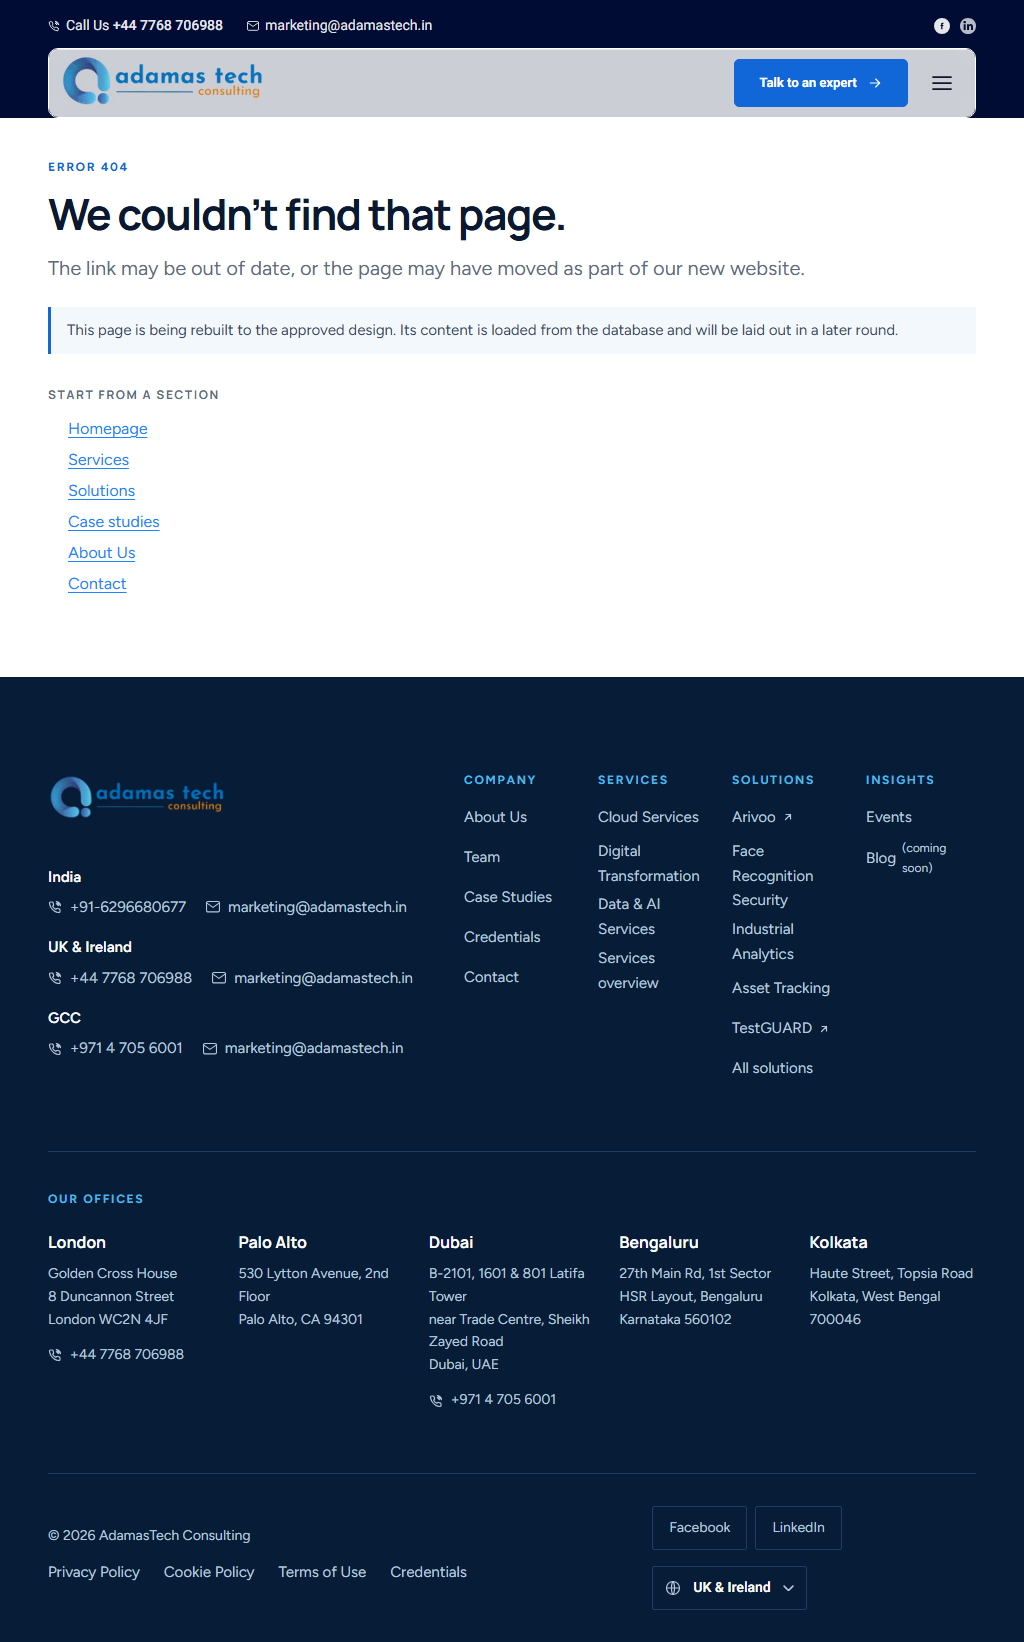 Call Us +44 7768 706988
marketing@adamastech.in
adamas tech
consulting
Talk to an expert
ERROR 404
We couldn’t find that page.
The link may be out of date, or the page may have moved as part of our new website.
This page is being rebuilt to the approved design. Its content is loaded from the database and will be laid out in a later round.
START FROM A SECTION
Homepage
Services
Solutions
Case studies
About Us
Contact
adamas tech
consulting
India
+91-6296680677 marketing@adamastech.in
UK & Ireland
+44 7768 706988 marketing@adamastech.in
GCC
+971 4 705 6001 marketing@adamastech.in
COMPANY
About Us
Team
Case Studies
Credentials
Contact
SERVICES
Cloud Services
Digital
Transformation
Data & AI
Services
Services
overview
SOLUTIONS
Arivoo
Face
Recognition
Security
Industrial
Analytics
Asset Tracking
TestGUARD
All solutions
INSIGHTS
Events
Blog (coming
soon)
OUR OFFICES
London
Golden Cross House
8 Duncannon Street
London WC2N 4JF
+44 7768 706988
Palo Alto
530 Lytton Avenue, 2nd
Floor
Palo Alto, CA 94301
Dubai
B-2101, 1601 & 801 Latifa
Tower
near Trade Centre, Sheikh
Zayed Road
Dubai, UAE
+971 4 705 6001
Bengaluru
27th Main Rd, 1st Sector
HSR Layout, Bengaluru
Karnataka 560102
Kolkata
Haute Street, Topsia Road
Kolkata, West Bengal
700046
© 2026 AdamasTech Consulting
Privacy Policy Cookie Policy Terms of Use Credentials
Facebook LinkedIn
UK & Ireland